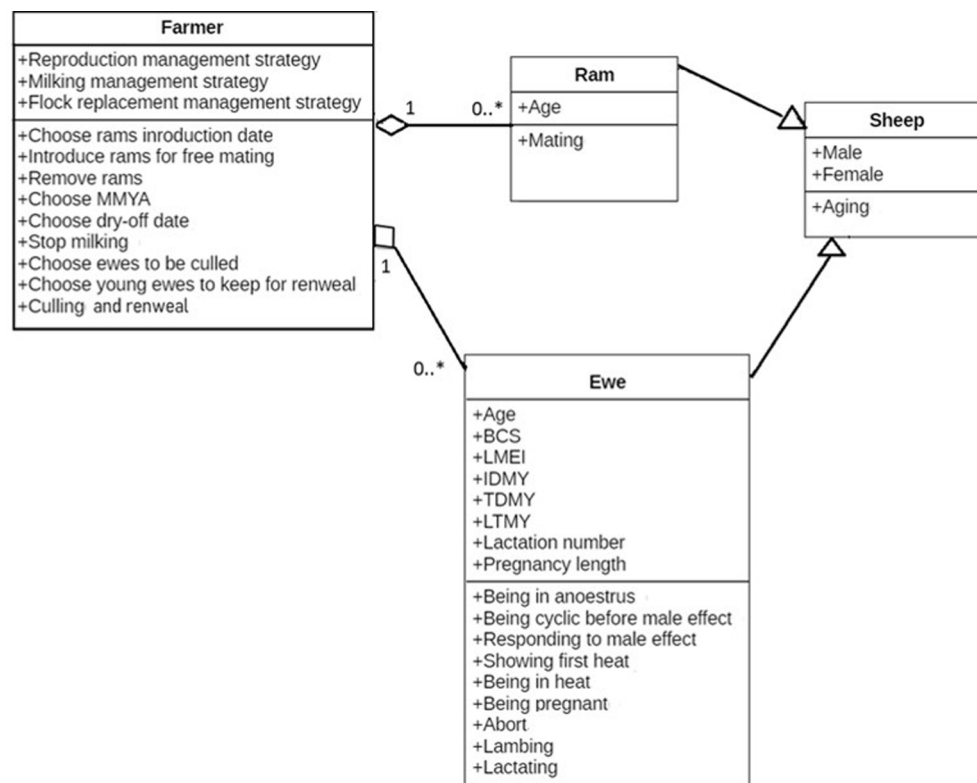 Farmer
+Reproduction management strategy
+Milking management strategy
+Flock replacement management strategy
+Choose rams inroduction date
+Introduce rams for free mating
+Remove rams
+Choose MMYA
+Choose dry-off date
+Stop milking
+Choose ewes to be culled
+Choose young ewes to keep for renweal
+Culling and renweal
1
0..*
Ram
+Age
+Mating
Sheep
+Male
+Female
+Aging
1
0..*
Ewe
+Age
+BCS
+LMEI
+IDMY
+TDMY
+LTMY
+Lactation number
+Pregnancy length
+Being in anoestrus
+Being cyclic before male effect
+Responding to male effect
+Showing first heat
+Being in heat
+Being pregnant
+Abort
+Lambing
+Lactating